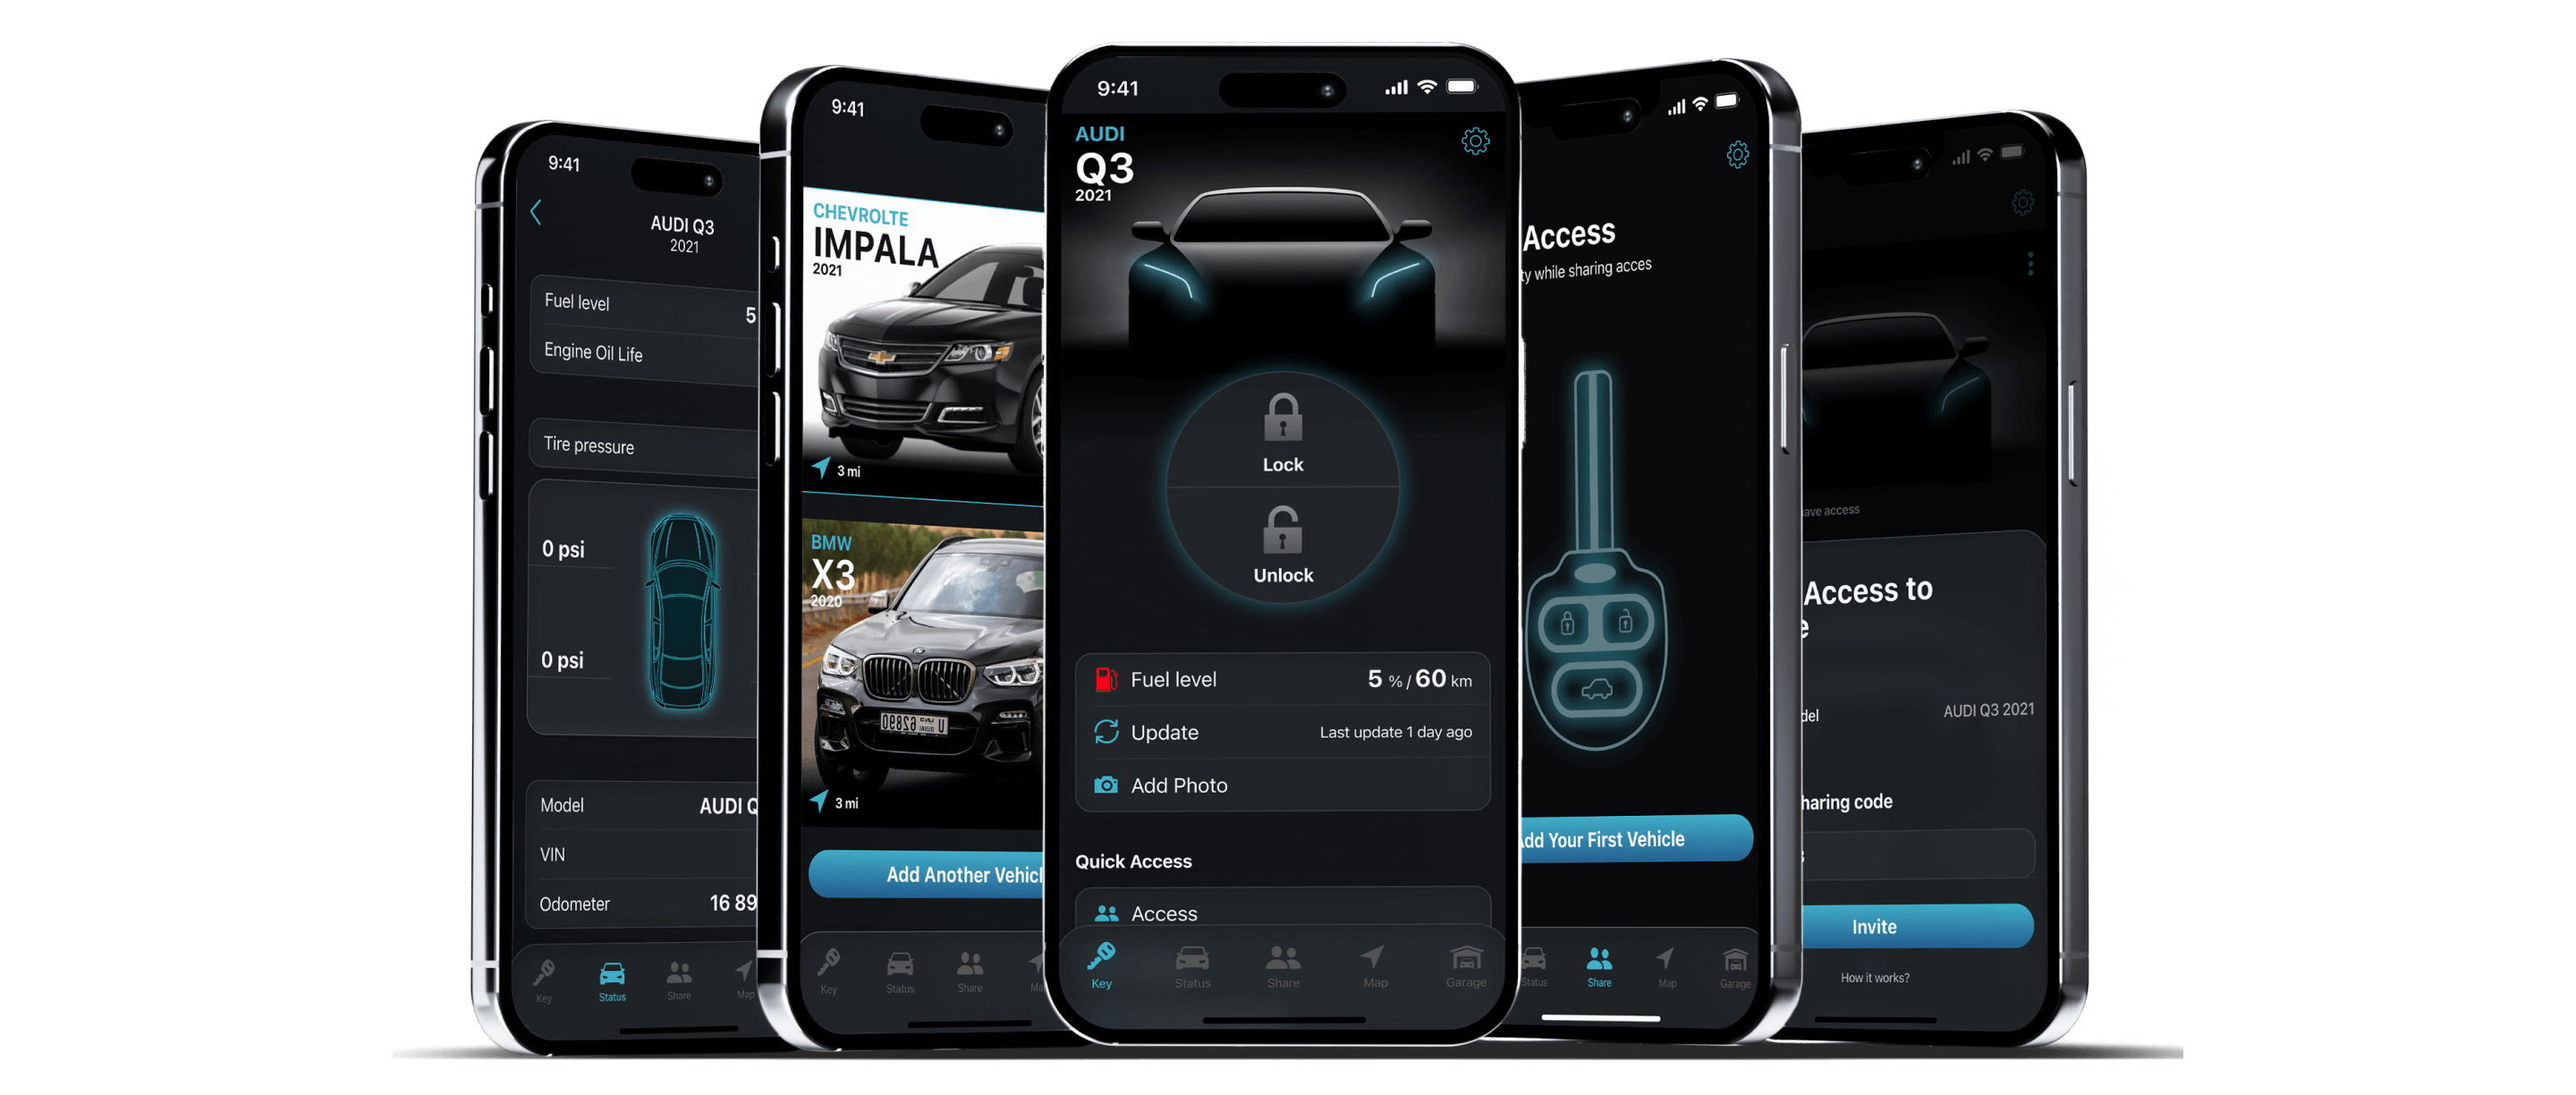 9:41
AUDI Q3
2021
Fuel level 5
Engine Oil Life
Tire pressure
0 psi
0 psi
Model AUDI Q
VIN
Odometer 16 89
Key Status Share Map
9:41
CHEVROLTE
IMPALA
2021
3 mi
BMW
X3
2020
3 mi
Add Another Vehicl
Key Status Share Ma
9:41
AUDI
Q3
2021
Lock
Unlock
Fuel level 5 % / 60 km
Update Last update 1 day ago
Add Photo
Quick Access
Access
Key Status Share Map Garage
Access
ty while sharing acces
dd Your First Vehicle
Status Share Map Garage
ave access
Access to
e
del AUDI Q3 2021
haring code
Invite
How it works?